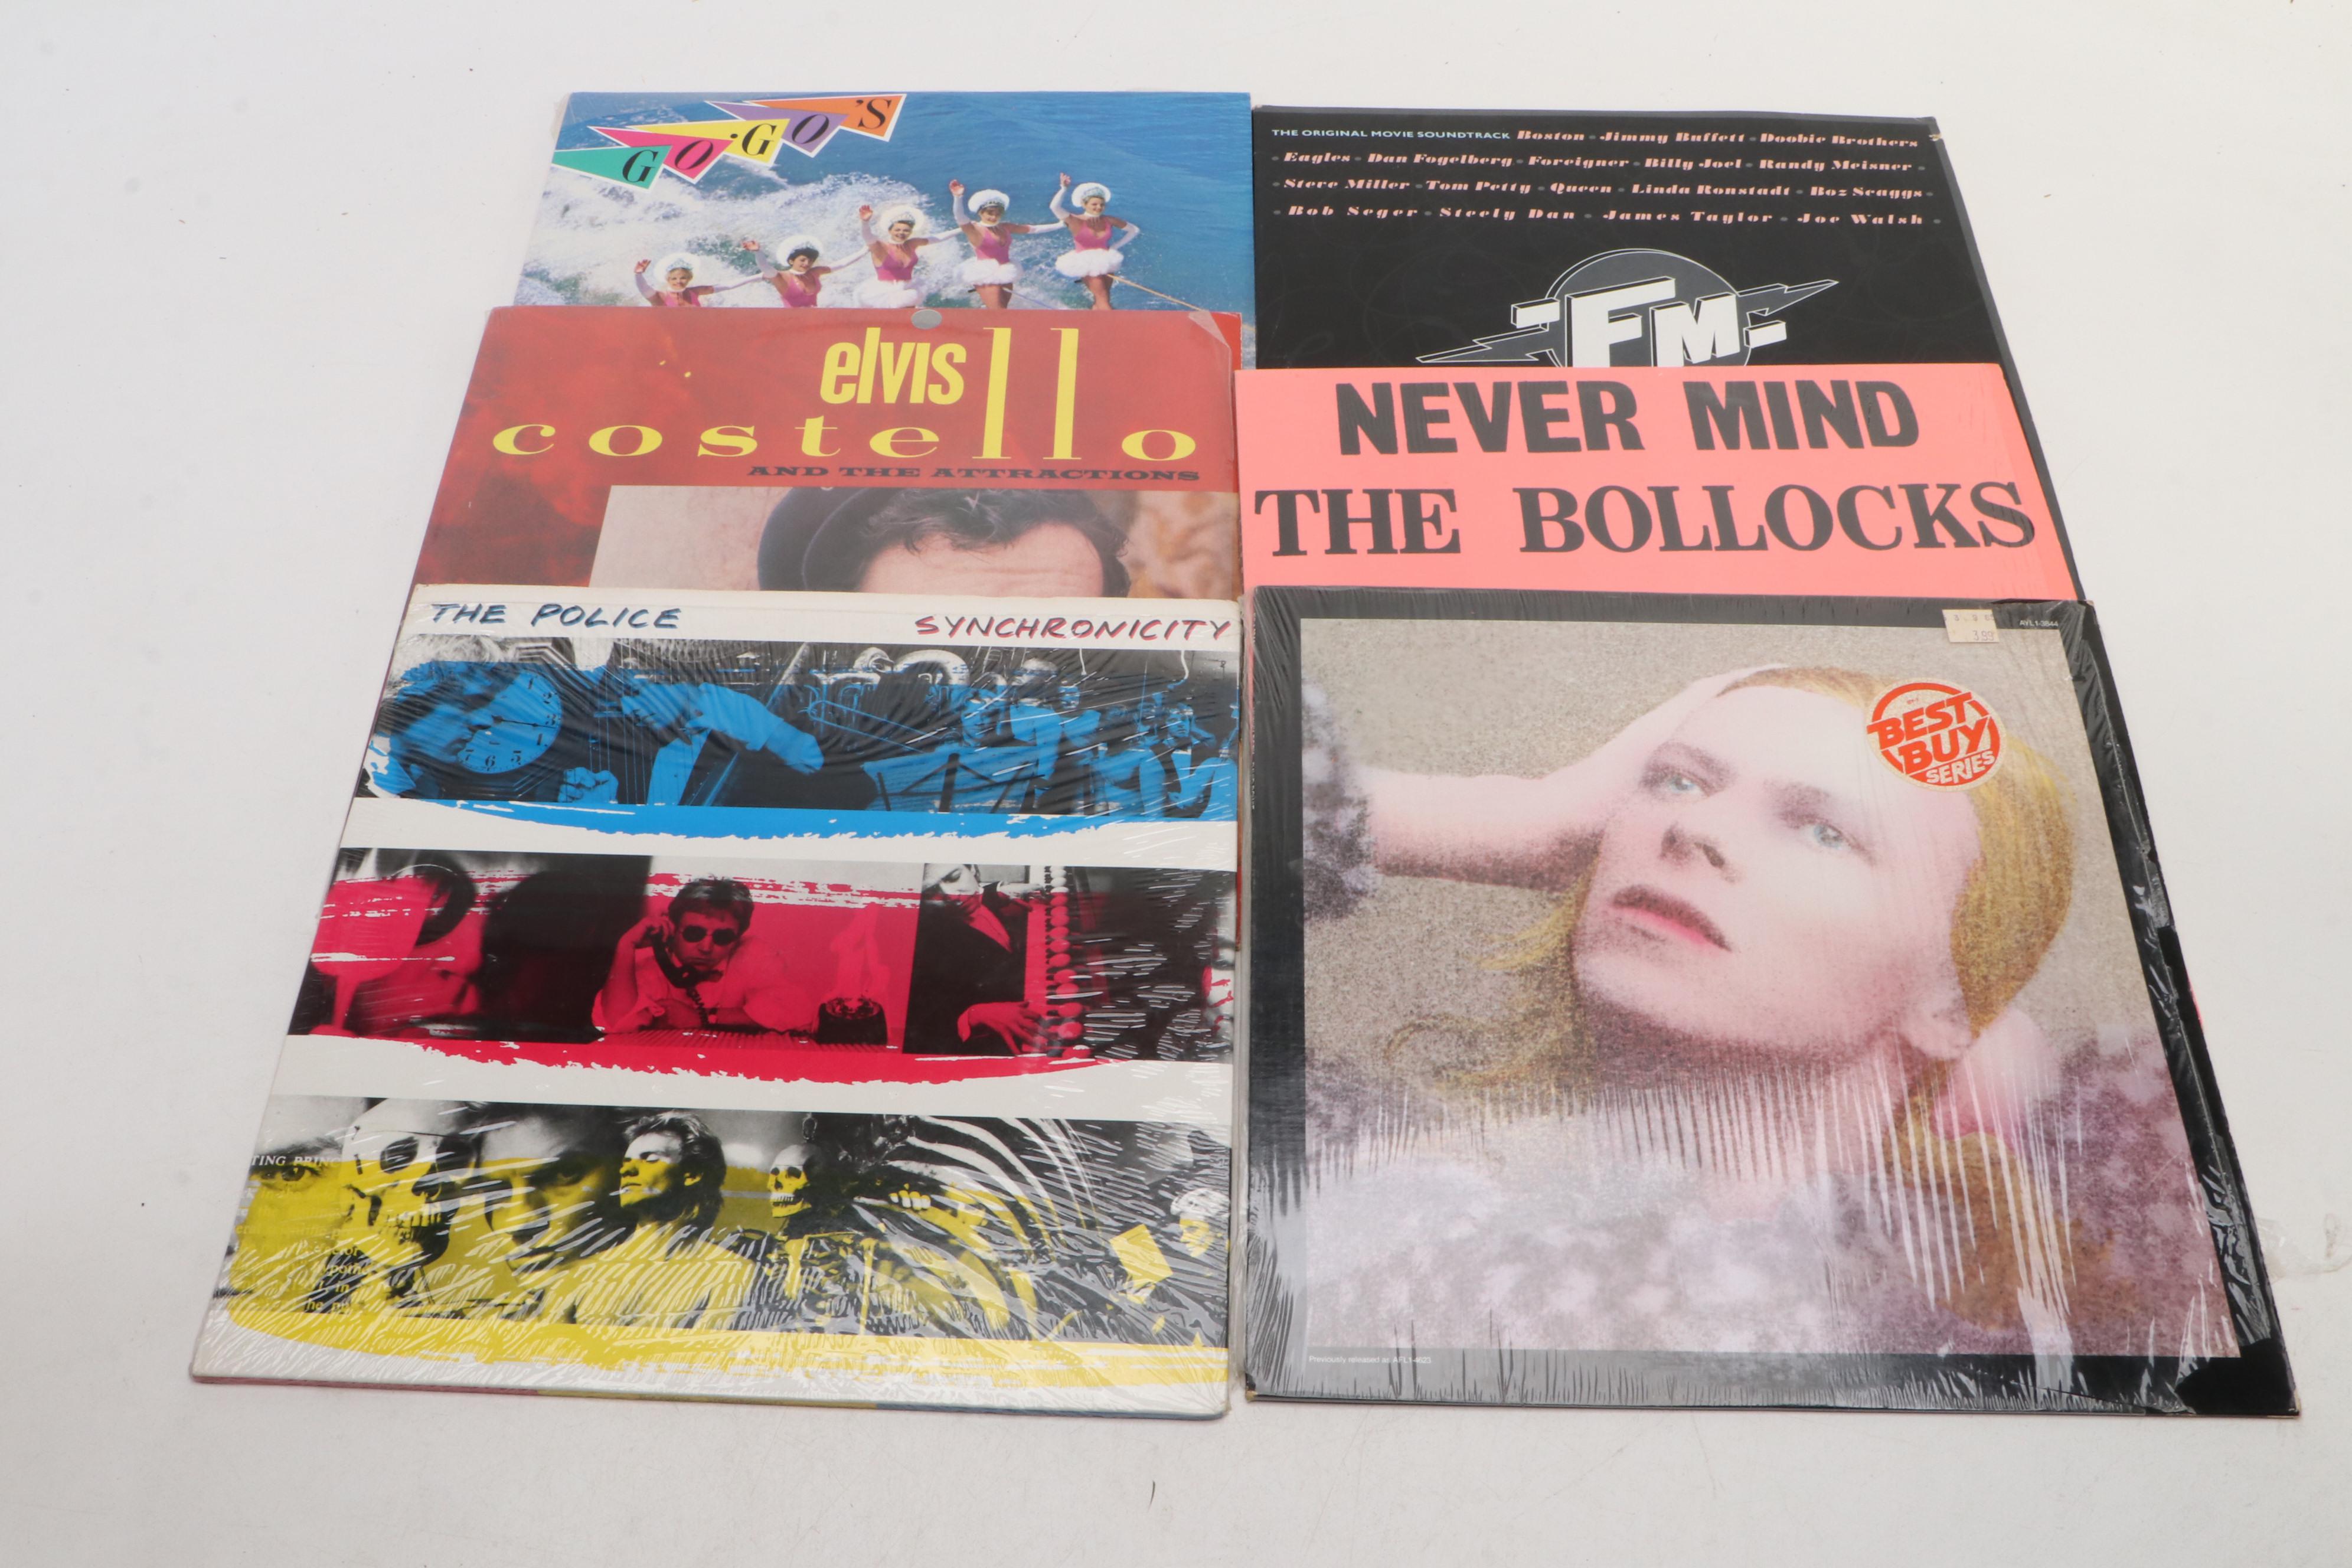 GO·GO'S
THE ORIGINAL MOVIE SOUNDTRACK Boston • Jimmy Buffett • Doobie Brothers
• Eagles • Dan Fogelberg • Foreigner • Billy Joel • Randy Meisner •
• Steve Miller • Tom Petty • Queen • Linda Ronstadt • Boz Scaggs •
• Bob Seger • Steely Dan • James Taylor • Joe Walsh •
FM
elvis
costello
AND THE ATTRACTIONS
NEVER MIND
THE BOLLOCKS
THE POLICE SYNCHRONICITY
3.99
AYL1-3844
BEST
BUY
SERIES
Previously released as AFL1-4623